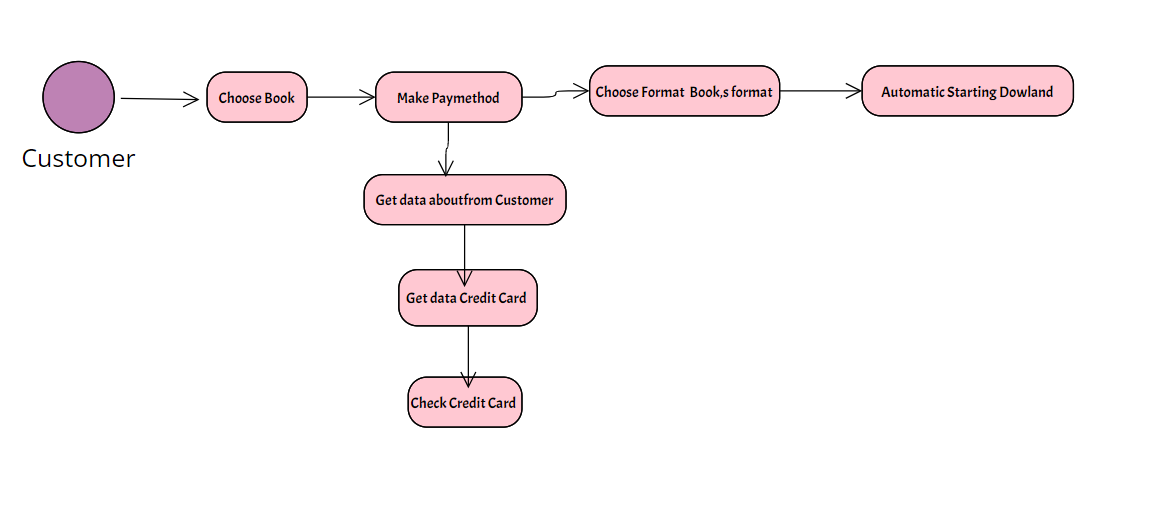 Customer
Choose Book
Make Paymethod
Choose Format  Book,s format
Automatic Starting Dowland
Get data aboutfrom Customer
Get data Credit Card
Check Credit Card